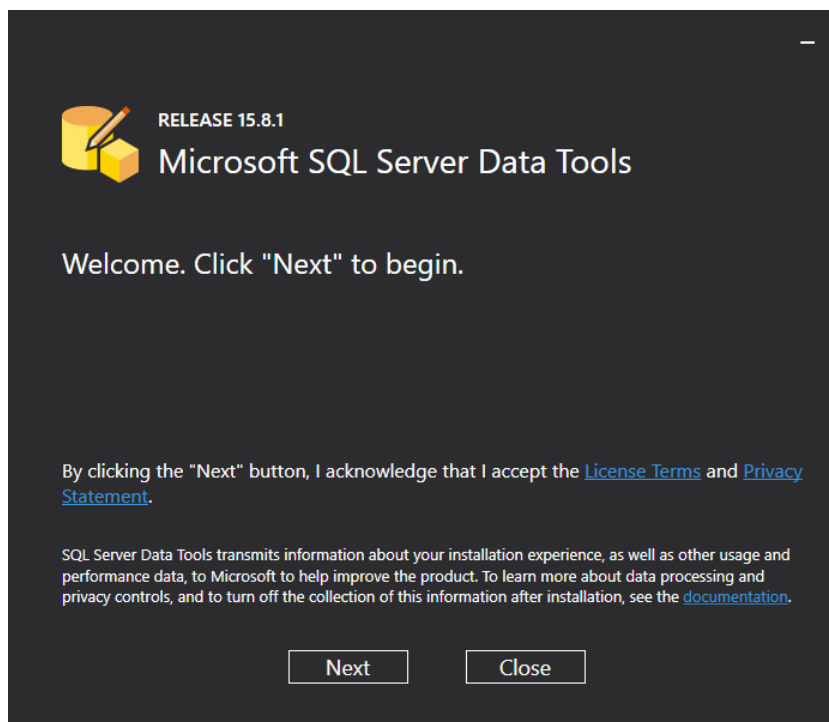 RELEASE 15.8.1
Microsoft SQL Server Data Tools
Welcome. Click "Next" to begin.
By clicking the "Next" button, I acknowledge that I accept the License Terms and Privacy
Statement.
SQL Server Data Tools transmits information about your installation experience, as well as other usage and
performance data, to Microsoft to help improve the product. To learn more about data processing and
privacy controls, and to turn off the collection of this information after installation, see the documentation.
Next Close